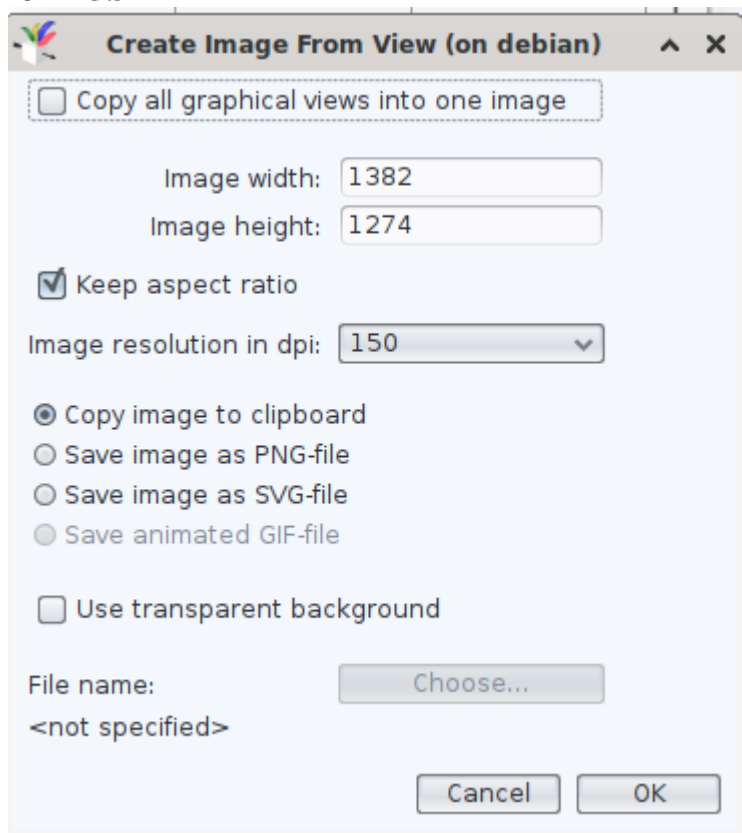 Create Image From View (on debian)
Copy all graphical views into one image
Image width: 1382
Image height: 1274
Keep aspect ratio
Image resolution in dpi: 150
Copy image to clipboard
Save image as PNG-file
Save image as SVG-file
Save animated GIF-file
Use transparent background
File name: Choose...
<not specified>
Cancel OK